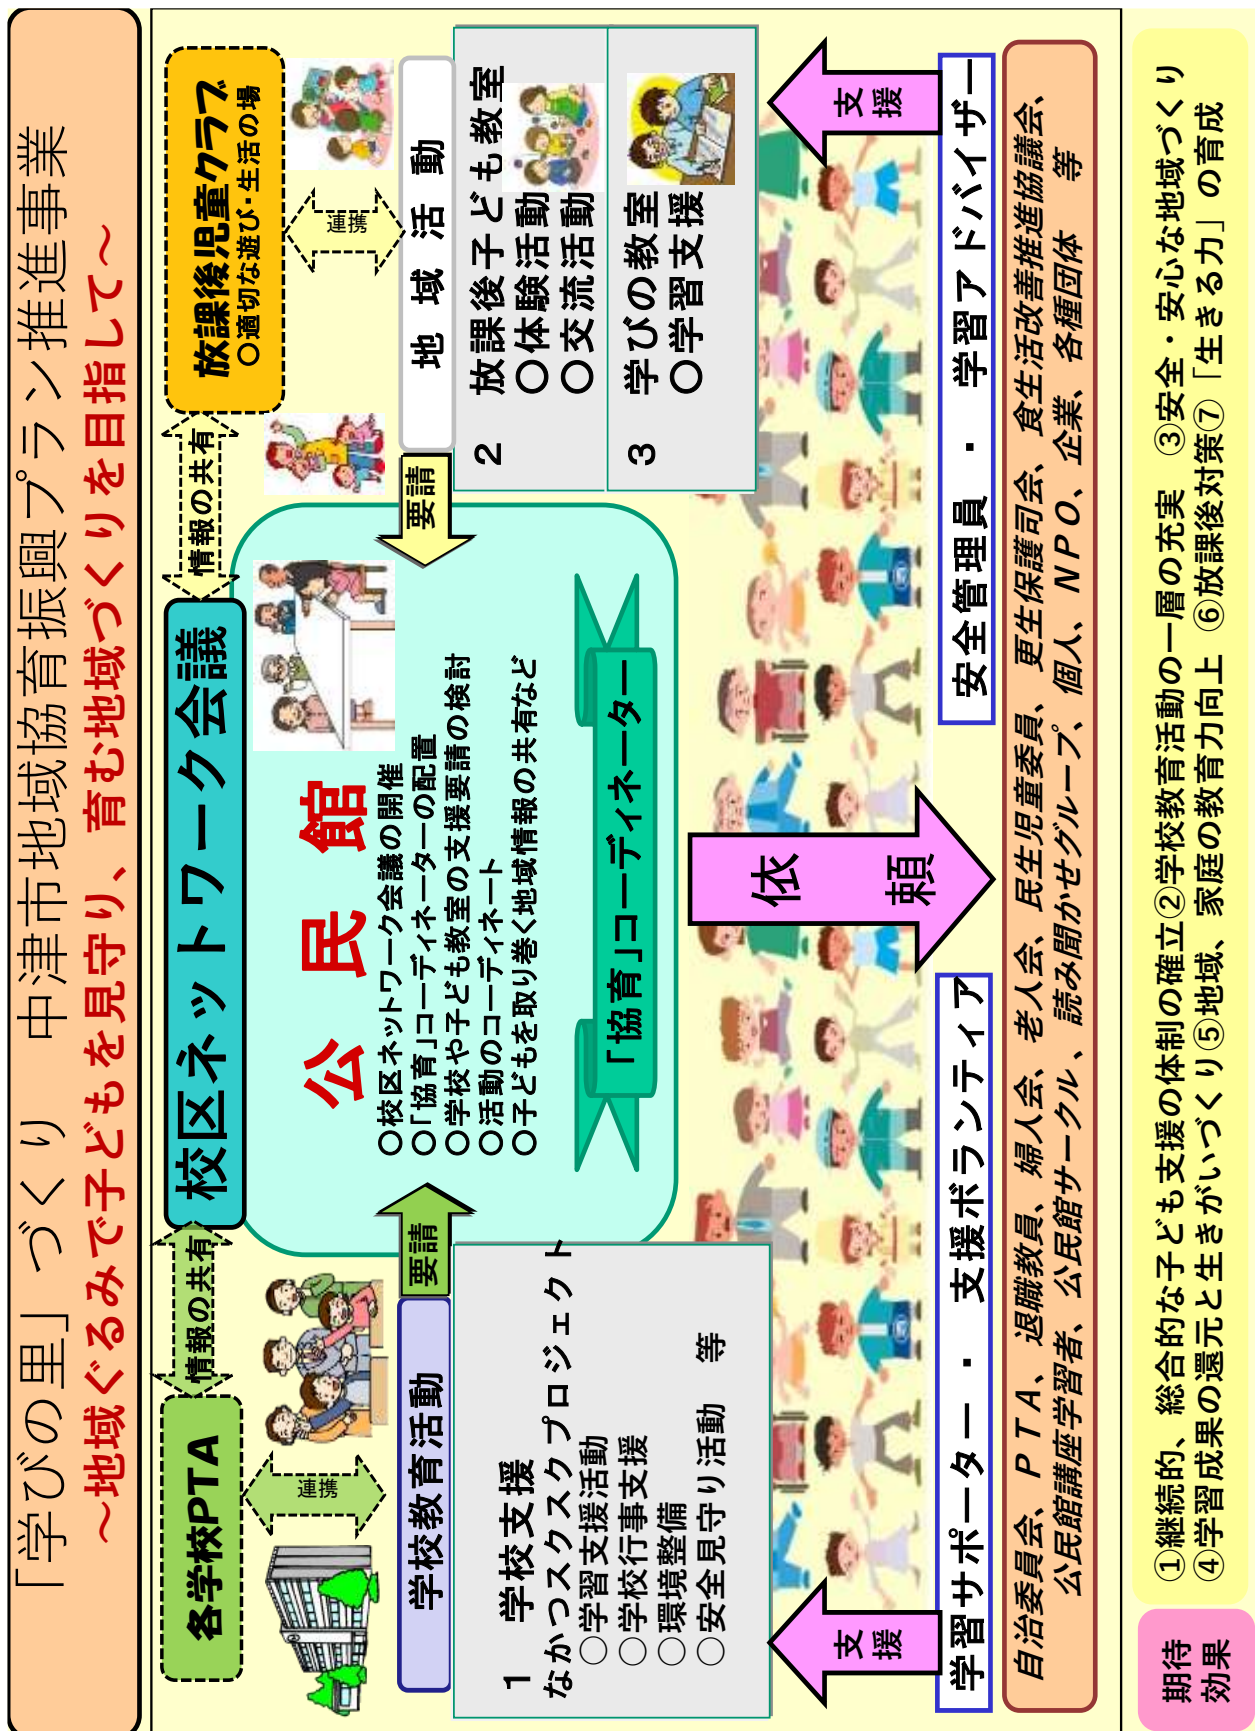 「学びの里」づくり　中津市地域協育振興プラン推進事業
～地域ぐるみで子どもを見守り、育む地域づくりを目指して～
各学校PTA
情報の共有
校区ネットワーク会議
情報の共有
放課後児童クラブ
○適切な遊び・生活の場
連携
連携
学校教育活動
要請
公民館
○校区ネットワーク会議の開催
○「協育」コーディネーターの配置
○学校や子ども教室の支援要請の検討
○活動のコーディネート
○子どもを取り巻く地域情報の共有など
「協育」コーディネーター
要請
地域活動
1　学校支援
なかつスクスクプロジェクト
○学習支援活動
○学校行事支援
○環境整備
○安全見守り活動　等
2　放課後子ども教室
○体験活動
○交流活動
3　学びの教室
○学習支援
支援
依頼
支援
学習サポーター・支援ボランティア
安全管理員・学習アドバイザー
自治委員会、PTA、退職教員、婦人会、老人会、民生児童委員、更生保護司会、食生活改善推進協議会、
公民館講座学習者、公民館サークル、読み聞かせグループ、個人、NPO、企業、各種団体　等
期待
効果
①継続的、総合的な子ども支援の体制の確立②学校教育活動の一層の充実　③安全・安心な地域づくり
④学習成果の還元と生きがいづくり⑤地域、家庭の教育力向上　⑥放課後対策⑦「生きる力」の育成